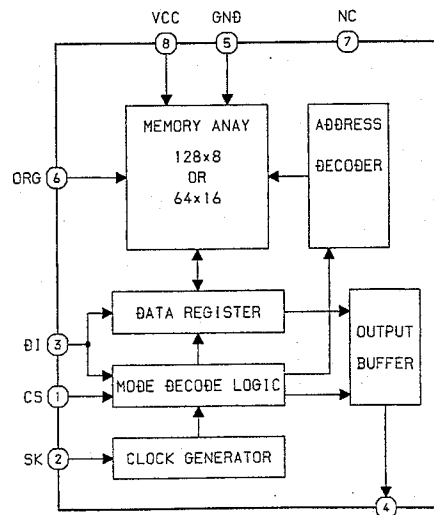 VCC GND NC
8 5 7
MEMORY ANAY
128x8
OR
64x16
ADDRESS
DECODER
ORG 6
DATA REGISTER
DI 3
OUTPUT
BUFFER
MODE DECODE LOGIC
CS 1
SK 2
CLOCK GENERATOR
4